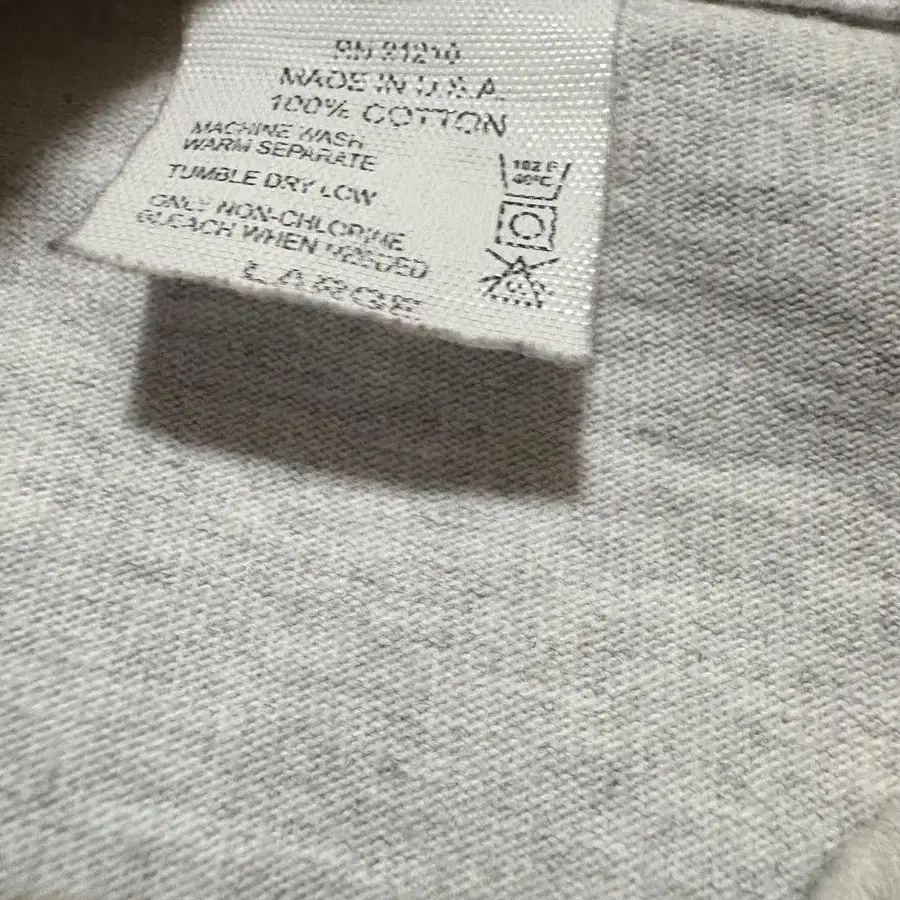 RN 91210
MADE IN U.S.A.
100% COTTON
MACHINE WASH
WARM SEPARATE
TUMBLE DRY LOW
ONLY NON-CHLORINE
BLEACH WHEN NEEDED
LARGE
102 F
40°C